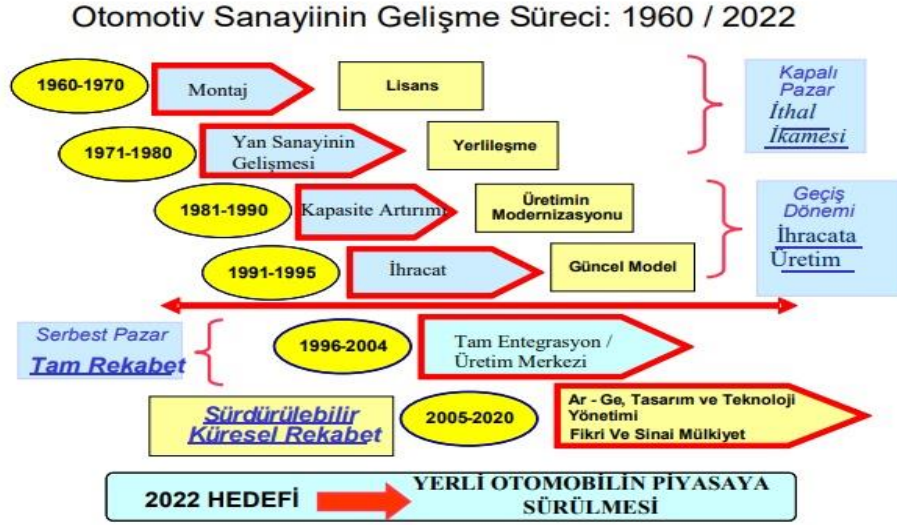 Otomotiv Sanayiinin Gelişme Süreci: 1960 / 2022
1960-1970
Montaj
Lisans
Kapalı
Pazar
İthal
İkamesi
1971-1980
Yan Sanayinin
Gelişmesi
Yerlileşme
1981-1990
Kapasite Artırımı
Üretimin
Modernizasyonu
Geçiş
Dönemi
İhracata
Üretim
1991-1995
İhracat
Güncel Model
Serbest Pazar
Tam Rekabet
1996-2004
Tam Entegrasyon /
Üretim Merkezi
Sürdürülebilir
Küresel Rekabet
2005-2020
Ar - Ge, Tasarım ve Teknoloji
Yönetimi
Fikri Ve Sinai Mülkiyet
2022 HEDEFİ
YERLİ OTOMOBİLİN PİYASAYA
SÜRÜLMESİ